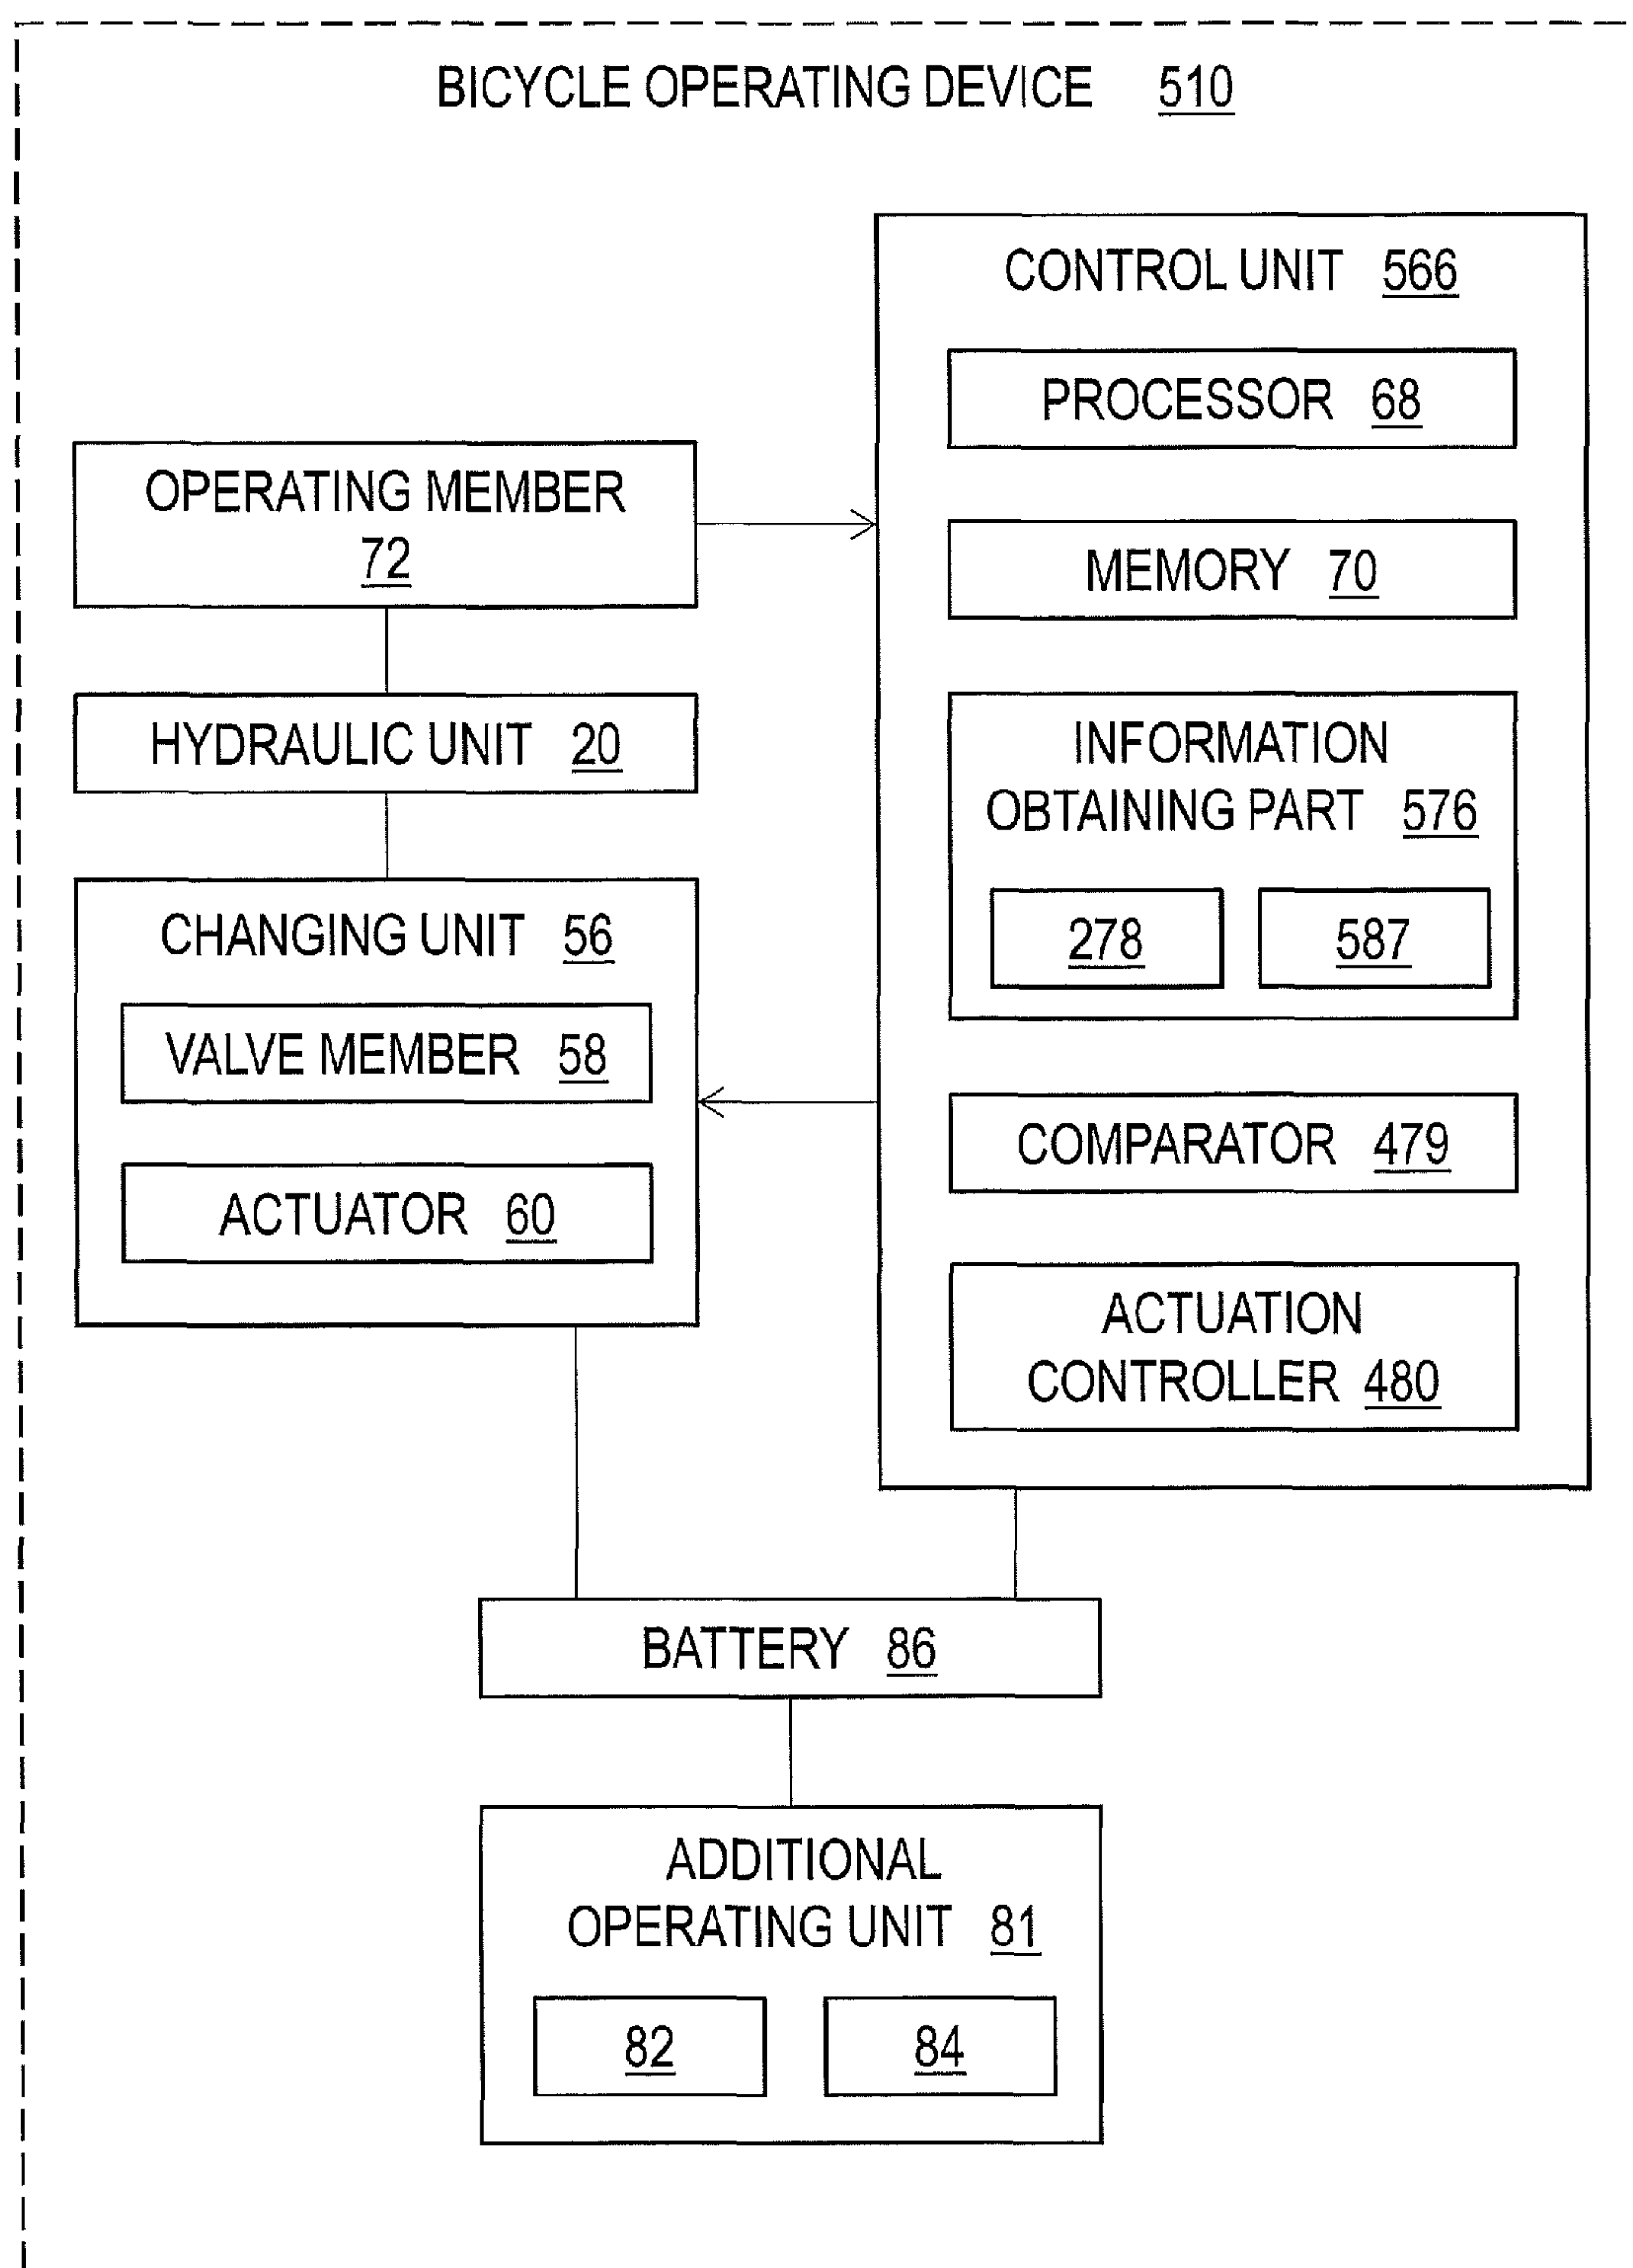 BICYCLE OPERATING DEVICE 510
CONTROL UNIT 566
PROCESSOR 68
MEMORY 70
INFORMATION
OBTAINING PART 576
278 587
COMPARATOR 479
ACTUATION
CONTROLLER 480
OPERATING MEMBER
72
HYDRAULIC UNIT 20
CHANGING UNIT 56
VALVE MEMBER 58
ACTUATOR 60
BATTERY 86
ADDITIONAL
OPERATING UNIT 81
82 84